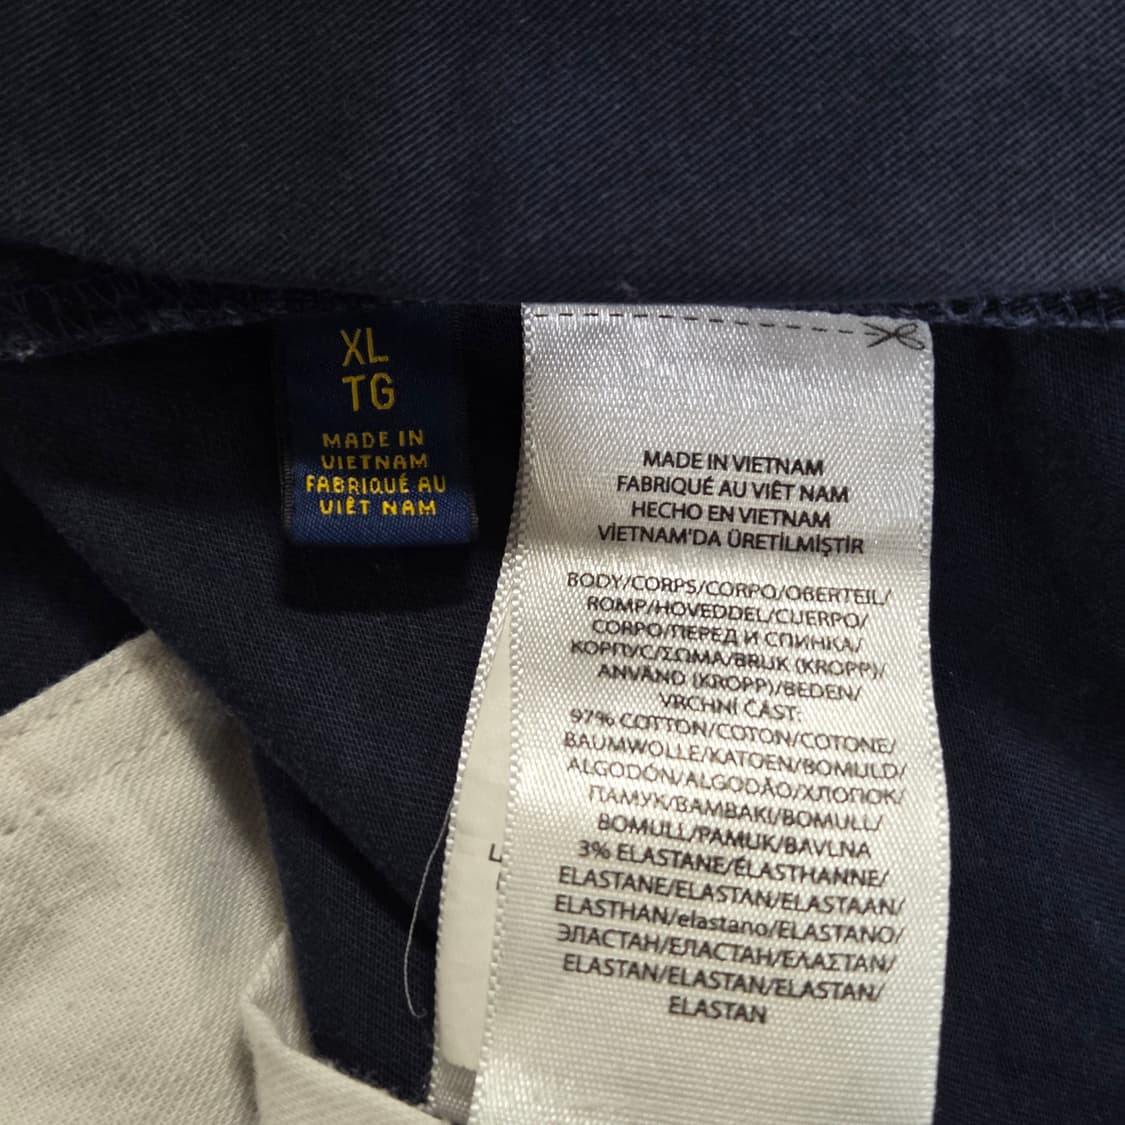 XL
TG
MADE IN
VIETNAM
FABRIQUÉ AU
VIÊT NAM
MADE IN VIETNAM
FABRIQUÉ AU VIÊT NAM
HECHO EN VIETNAM
VİETNAM'DA ÜRETİLMİŞTİR
BODY/CORPS/CORPO/OBERTEIL/
ROMP/HOVEDDEL/CUERPO/
CORPO/ПЕРЕД И СПИНКА/
КОРПУС/ΣΩΜΑ/BRUK (KROPP)/
ANVÄND (KROPP)/BEDEN/
VRCHNÍ ČÁST:
97% COTTON/COTON/COTONE/
BAUMWOLLE/KATOEN/BOMULD/
ALGODÓN/ALGODÃO/ХЛОПОК/
ПАМУК/ΒΑΜΒΑΚΙ/BOMULL/
BOMULL/PAMUK/BAVLNA
3% ELASTANE/ÉLASTHANNE/
ELASTANE/ELASTAN/ELASTAAN/
ELASTHAN/elastano/ELASTANO/
ЭЛАСТАН/ЕЛАСТАН/ΕΛΑΣΤΑΝ/
ELASTAN/ELASTAN/ELASTAN/
ELASTAN